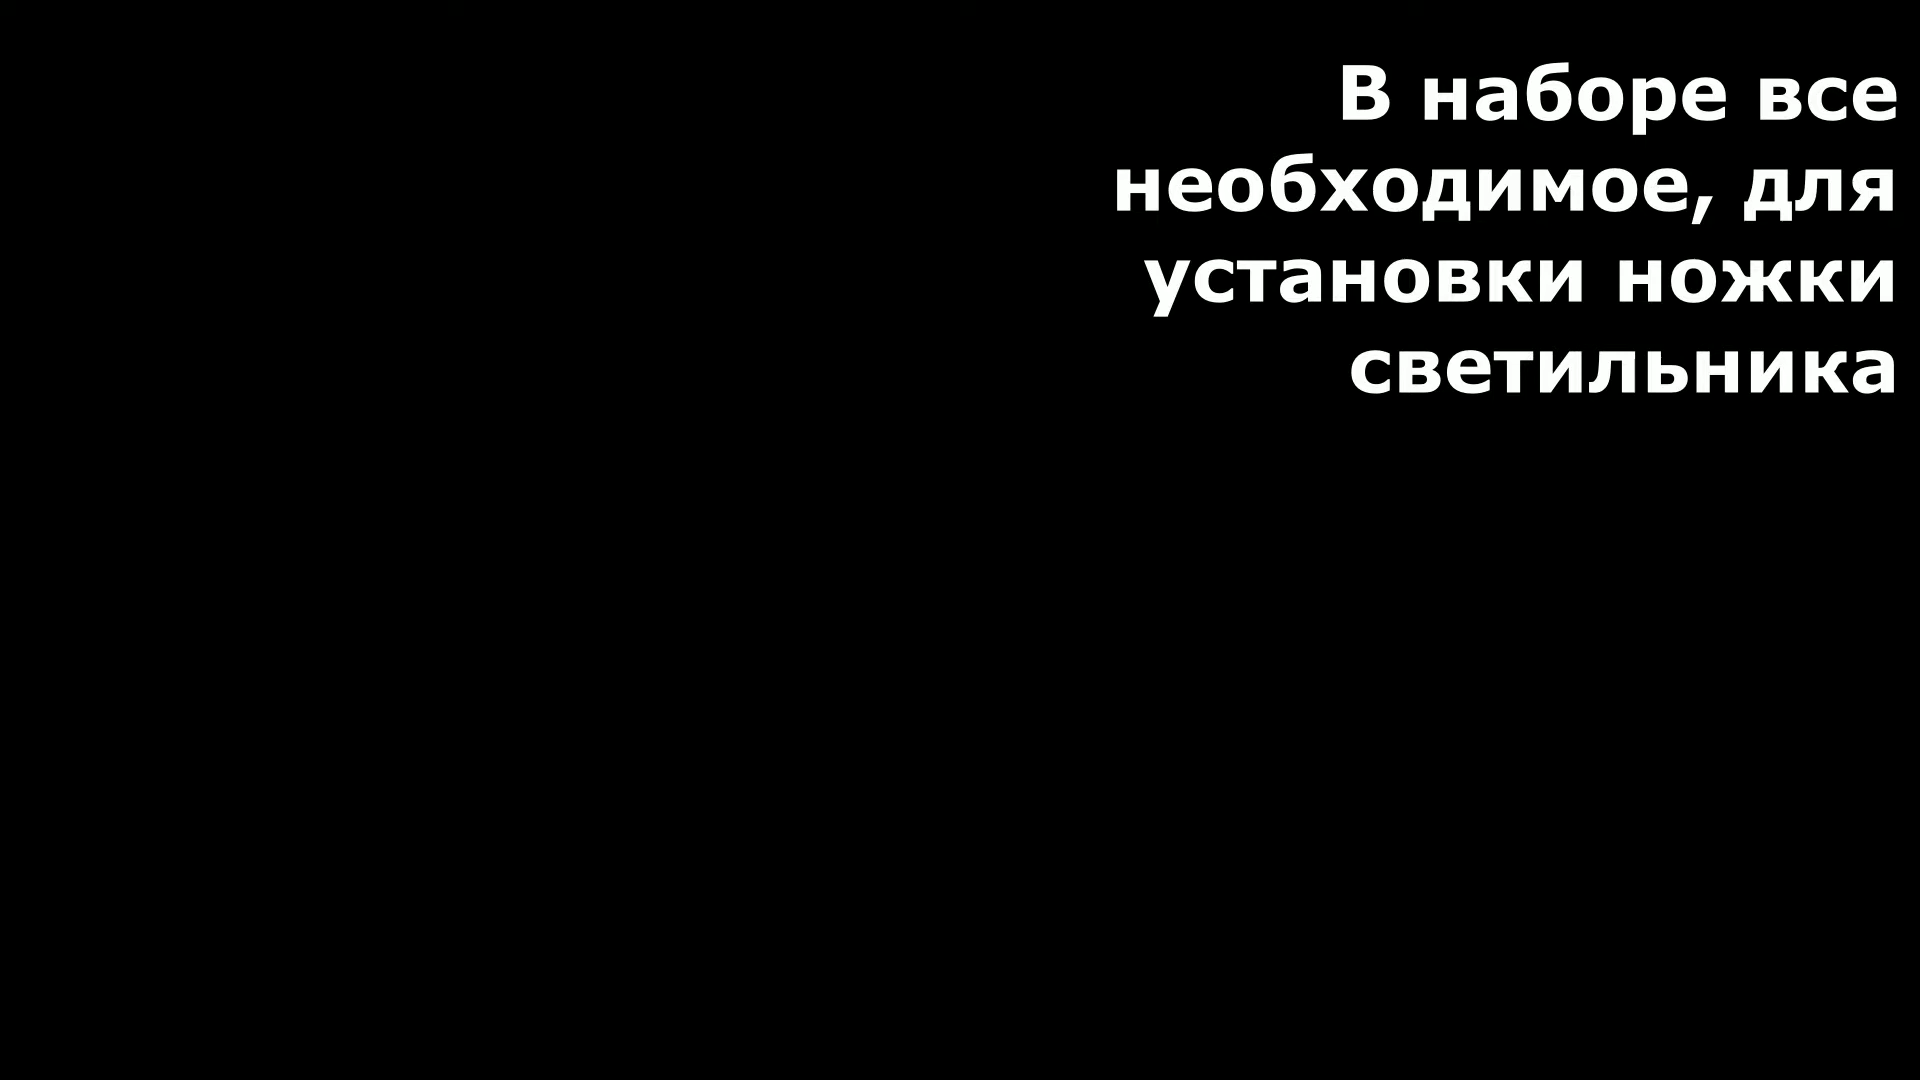 В наборе все
необходимое, для
установки ножки
светильника